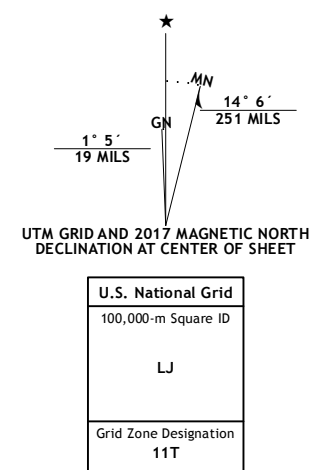 ★
MN
GN
1° 5´
19 MILS
14° 6´
251 MILS
UTM GRID AND 2017 MAGNETIC NORTH
DECLINATION AT CENTER OF SHEET
U.S. National Grid
100,000-m Square ID
LJ
Grid Zone Designation
11T